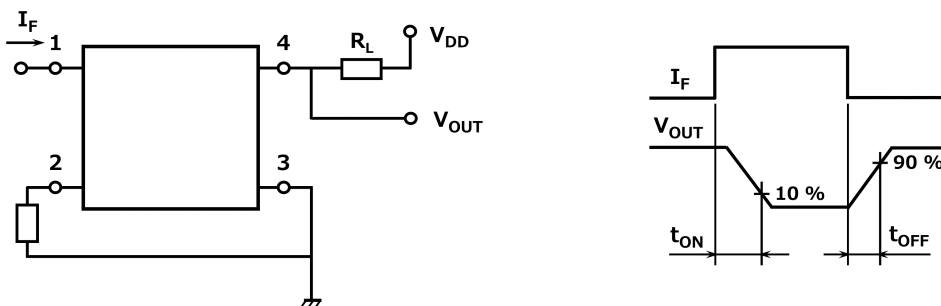 I_F
1
4
R_L
V_DD
V_OUT
2
3
I_F
V_OUT
10 %
90 %
t_ON
t_OFF